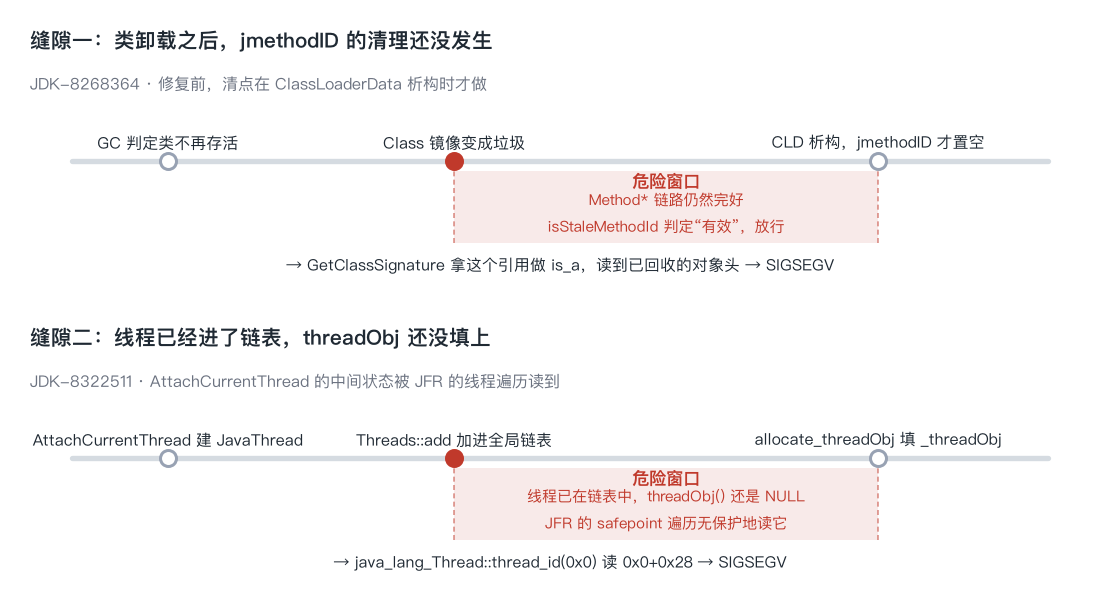 缝隙一：类卸载之后，jmethodID 的清理还没发生
JDK-8268364 · 修复前，清点在 ClassLoaderData 析构时才做
GC 判定类不再存活
Class 镜像变成垃圾
CLD 析构，jmethodID 才置空
危险窗口
Method* 链路仍然完好
isStaleMethodId 判定“有效”，放行
→ GetClassSignature 拿这个引用做 is_a，读到已回收的对象头 → SIGSEGV
缝隙二：线程已经进了链表，threadObj 还没填上
JDK-8322511 · AttachCurrentThread 的中间状态被 JFR 的线程遍历读到
AttachCurrentThread 建 JavaThread
Threads::add 加进全局链表
allocate_threadObj 填 _threadObj
危险窗口
线程已在链表中，threadObj() 还是 NULL
JFR 的 safepoint 遍历无保护地读它
→ java_lang_Thread::thread_id(0x0) 读 0x0+0x28 → SIGSEGV